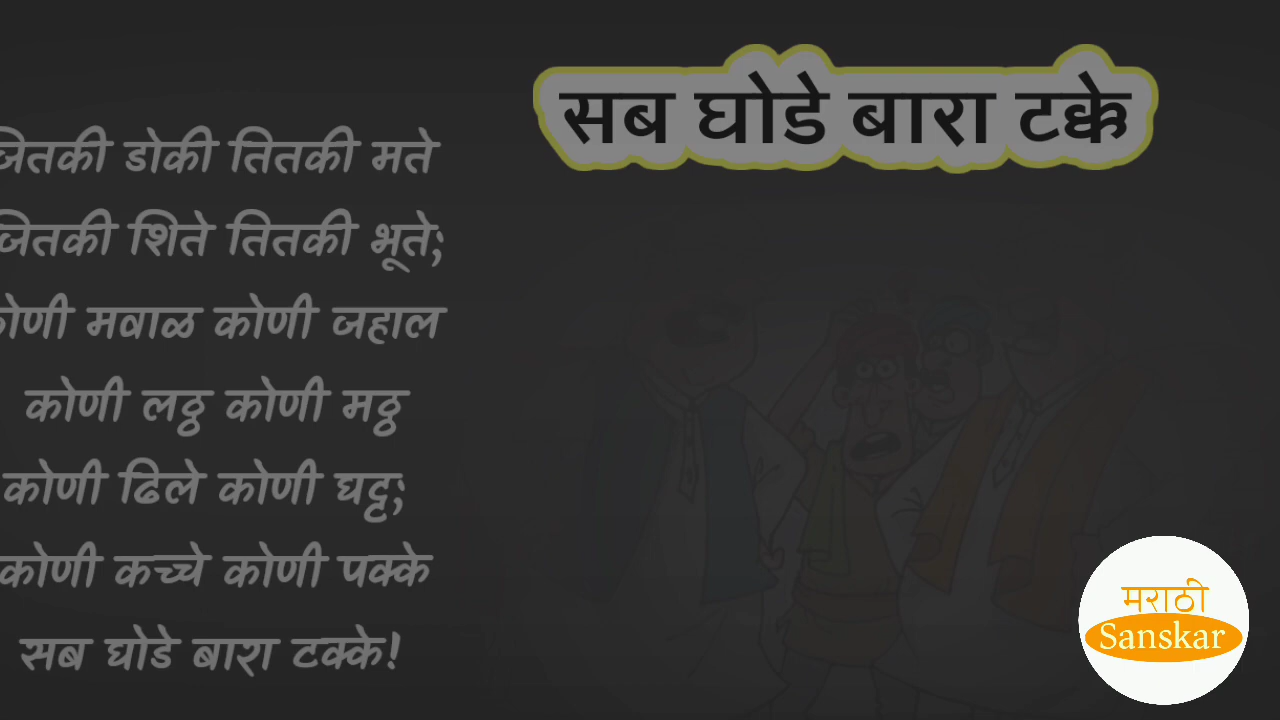 सब घोडे बारा टक्के
जितकी डोकी तितकी मते
जितकी शिते तितकी भूते;
कोणी मवाळ कोणी जहाल
कोणी लठ्ठ कोणी मठ्ठ
कोणी ढिले कोणी घट्ट;
कोणी कच्चे कोणी पक्के
सब घोडे बारा टक्के!
मराठी
Sanskar